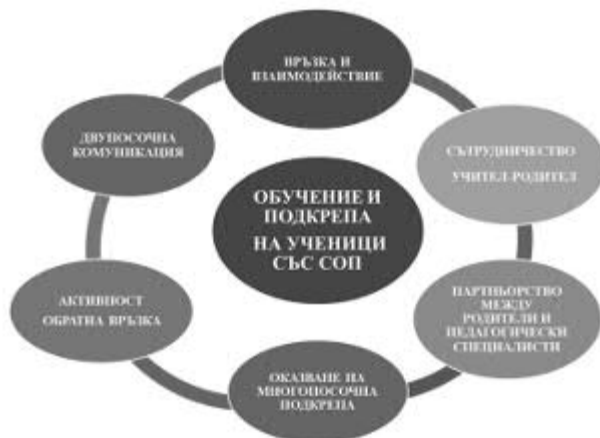 ВРЪЗКА И
ВЗАИМОДЕЙСТВИЕ
СЪТРУДНИЧЕСТВО
УЧИТЕЛ-РОДИТЕЛ
ПАРТНЬОРСТВО
МЕЖДУ
РОДИТЕЛИ И
ПЕДАГОГИЧЕСКИ
СПЕЦИАЛИСТИ
ОКАЗВАНЕ НА
МНОГОПОСОЧНА
ПОДКРЕПА
АКТИВНОСТ
ОБРАТНА ВРЪЗКА
ДВУПОСОЧНА
КОМУНИКАЦИЯ
ОБУЧЕНИЕ И
ПОДКРЕПА
НА УЧЕНИЦИ
СЪС СОП